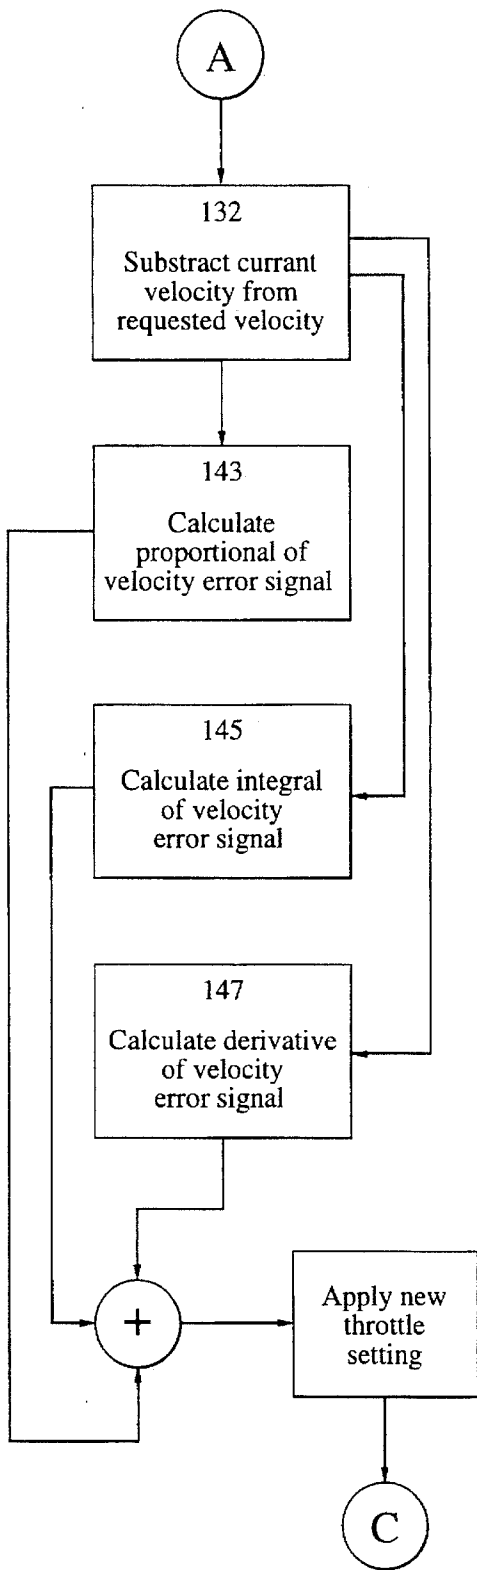 A
132
Substract currant
velocity from
requested velocity
143
Calculate
proportional of
velocity error signal
145
Calculate integral
of velocity
error signal
147
Calculate derivative
of velocity
error signal
+
Apply new
throttle
setting
C